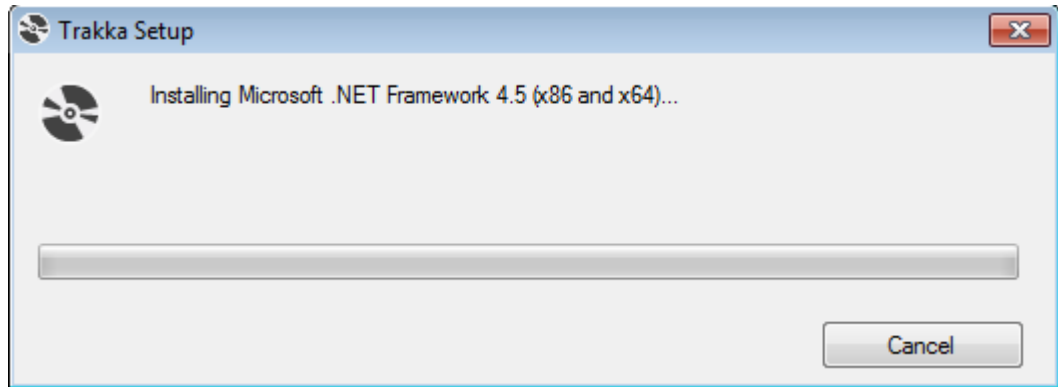 Trakka Setup
Installing Microsoft .NET Framework 4.5 (x86 and x64)...
Cancel